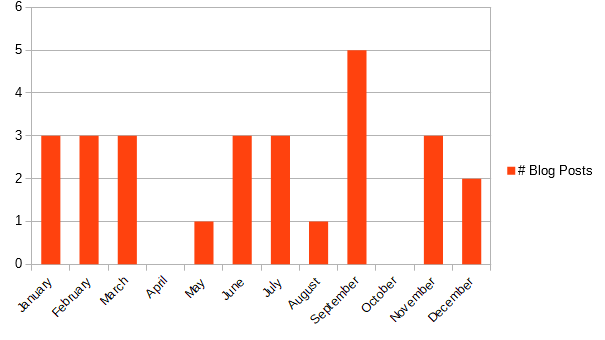 6
5
4
3
2
1
0
# Blog Posts
January
February
March
April
May
June
July
August
September
October
November
December